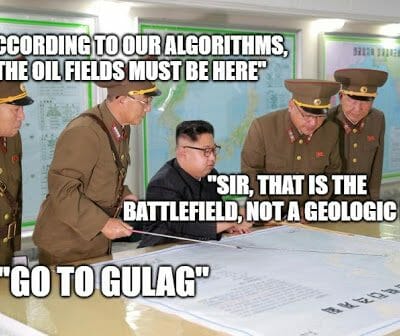 CCORDING TO OUR ALGORITHMS,
THE OIL FIELDS MUST BE HERE"
"SIR, THAT IS THE
BATTLEFIELD, NOT A GEOLOGIC
"GO TO GULAG"